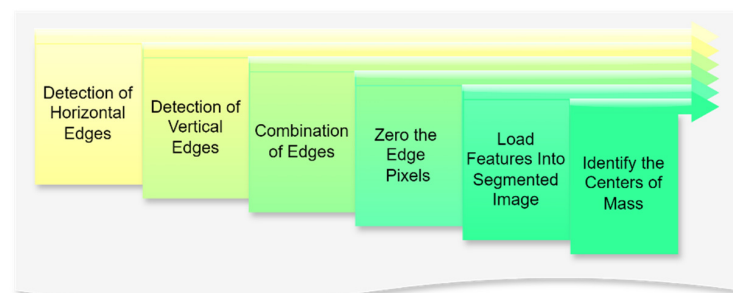 Detection of
Horizontal
Edges
Detection of
Vertical
Edges
Combination
of Edges
Zero the
Edge
Pixels
Load
Features Into
Segmented
Image
Identify the
Centers of
Mass